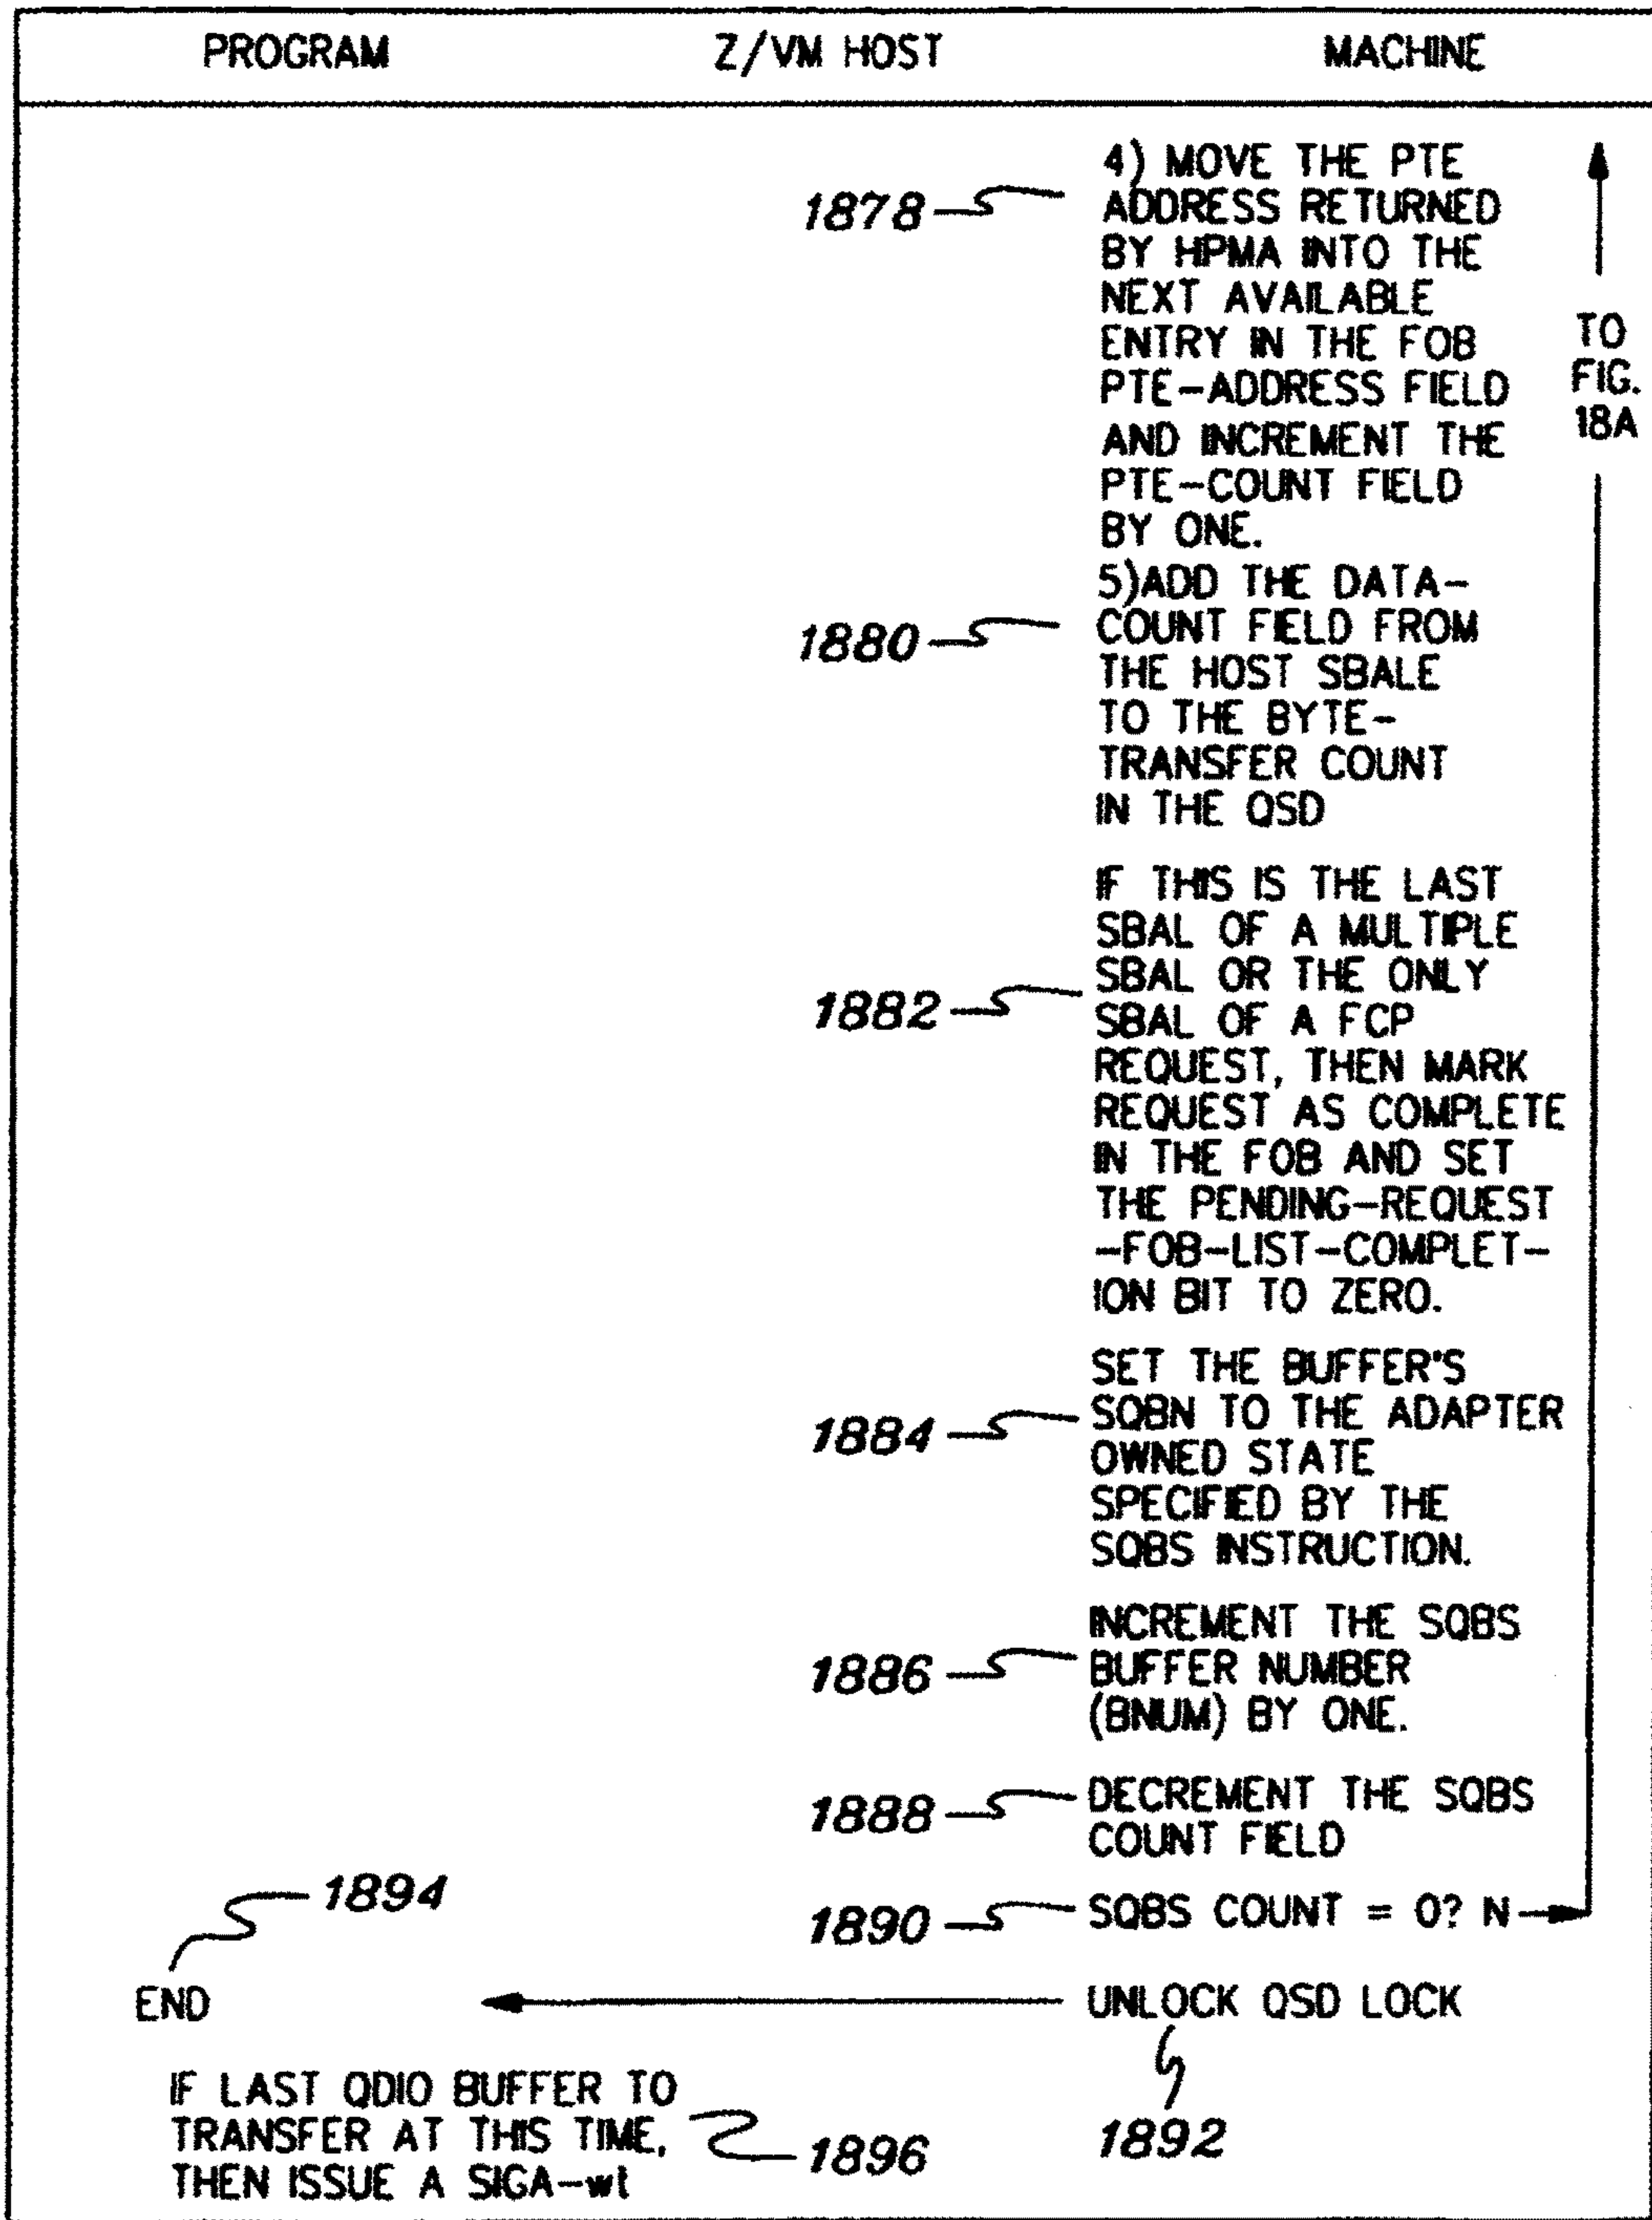 PROGRAM Z/VM HOST MACHINE
4) MOVE THE PTE
1878 ADDRESS RETURNED
BY HPMA INTO THE
NEXT AVAILABLE
ENTRY IN THE FOB
PTE-ADDRESS FIELD
AND INCREMENT THE
PTE-COUNT FIELD
BY ONE.
TO
FIG.
18A
5)ADD THE DATA-
1880 COUNT FIELD FROM
THE HOST SBALE
TO THE BYTE-
TRANSFER COUNT
IN THE QSD
IF THIS IS THE LAST
SBAL OF A MULTIPLE
SBAL OR THE ONLY
1882 SBAL OF A FCP
REQUEST, THEN MARK
REQUEST AS COMPLETE
IN THE FOB AND SET
THE PENDING-REQUEST
-FOB-LIST-COMPLET-
ION BIT TO ZERO.
SET THE BUFFER'S
1884 SQBN TO THE ADAPTER
OWNED STATE
SPECIFIED BY THE
SQBS INSTRUCTION.
INCREMENT THE SQBS
1886 BUFFER NUMBER
(BNUM) BY ONE.
1888 DECREMENT THE SQBS
COUNT FIELD
1894
1890 SQBS COUNT = 0? N
END UNLOCK QSD LOCK
IF LAST QDIO BUFFER TO
TRANSFER AT THIS TIME,
THEN ISSUE A SIGA-wt
1896 1892